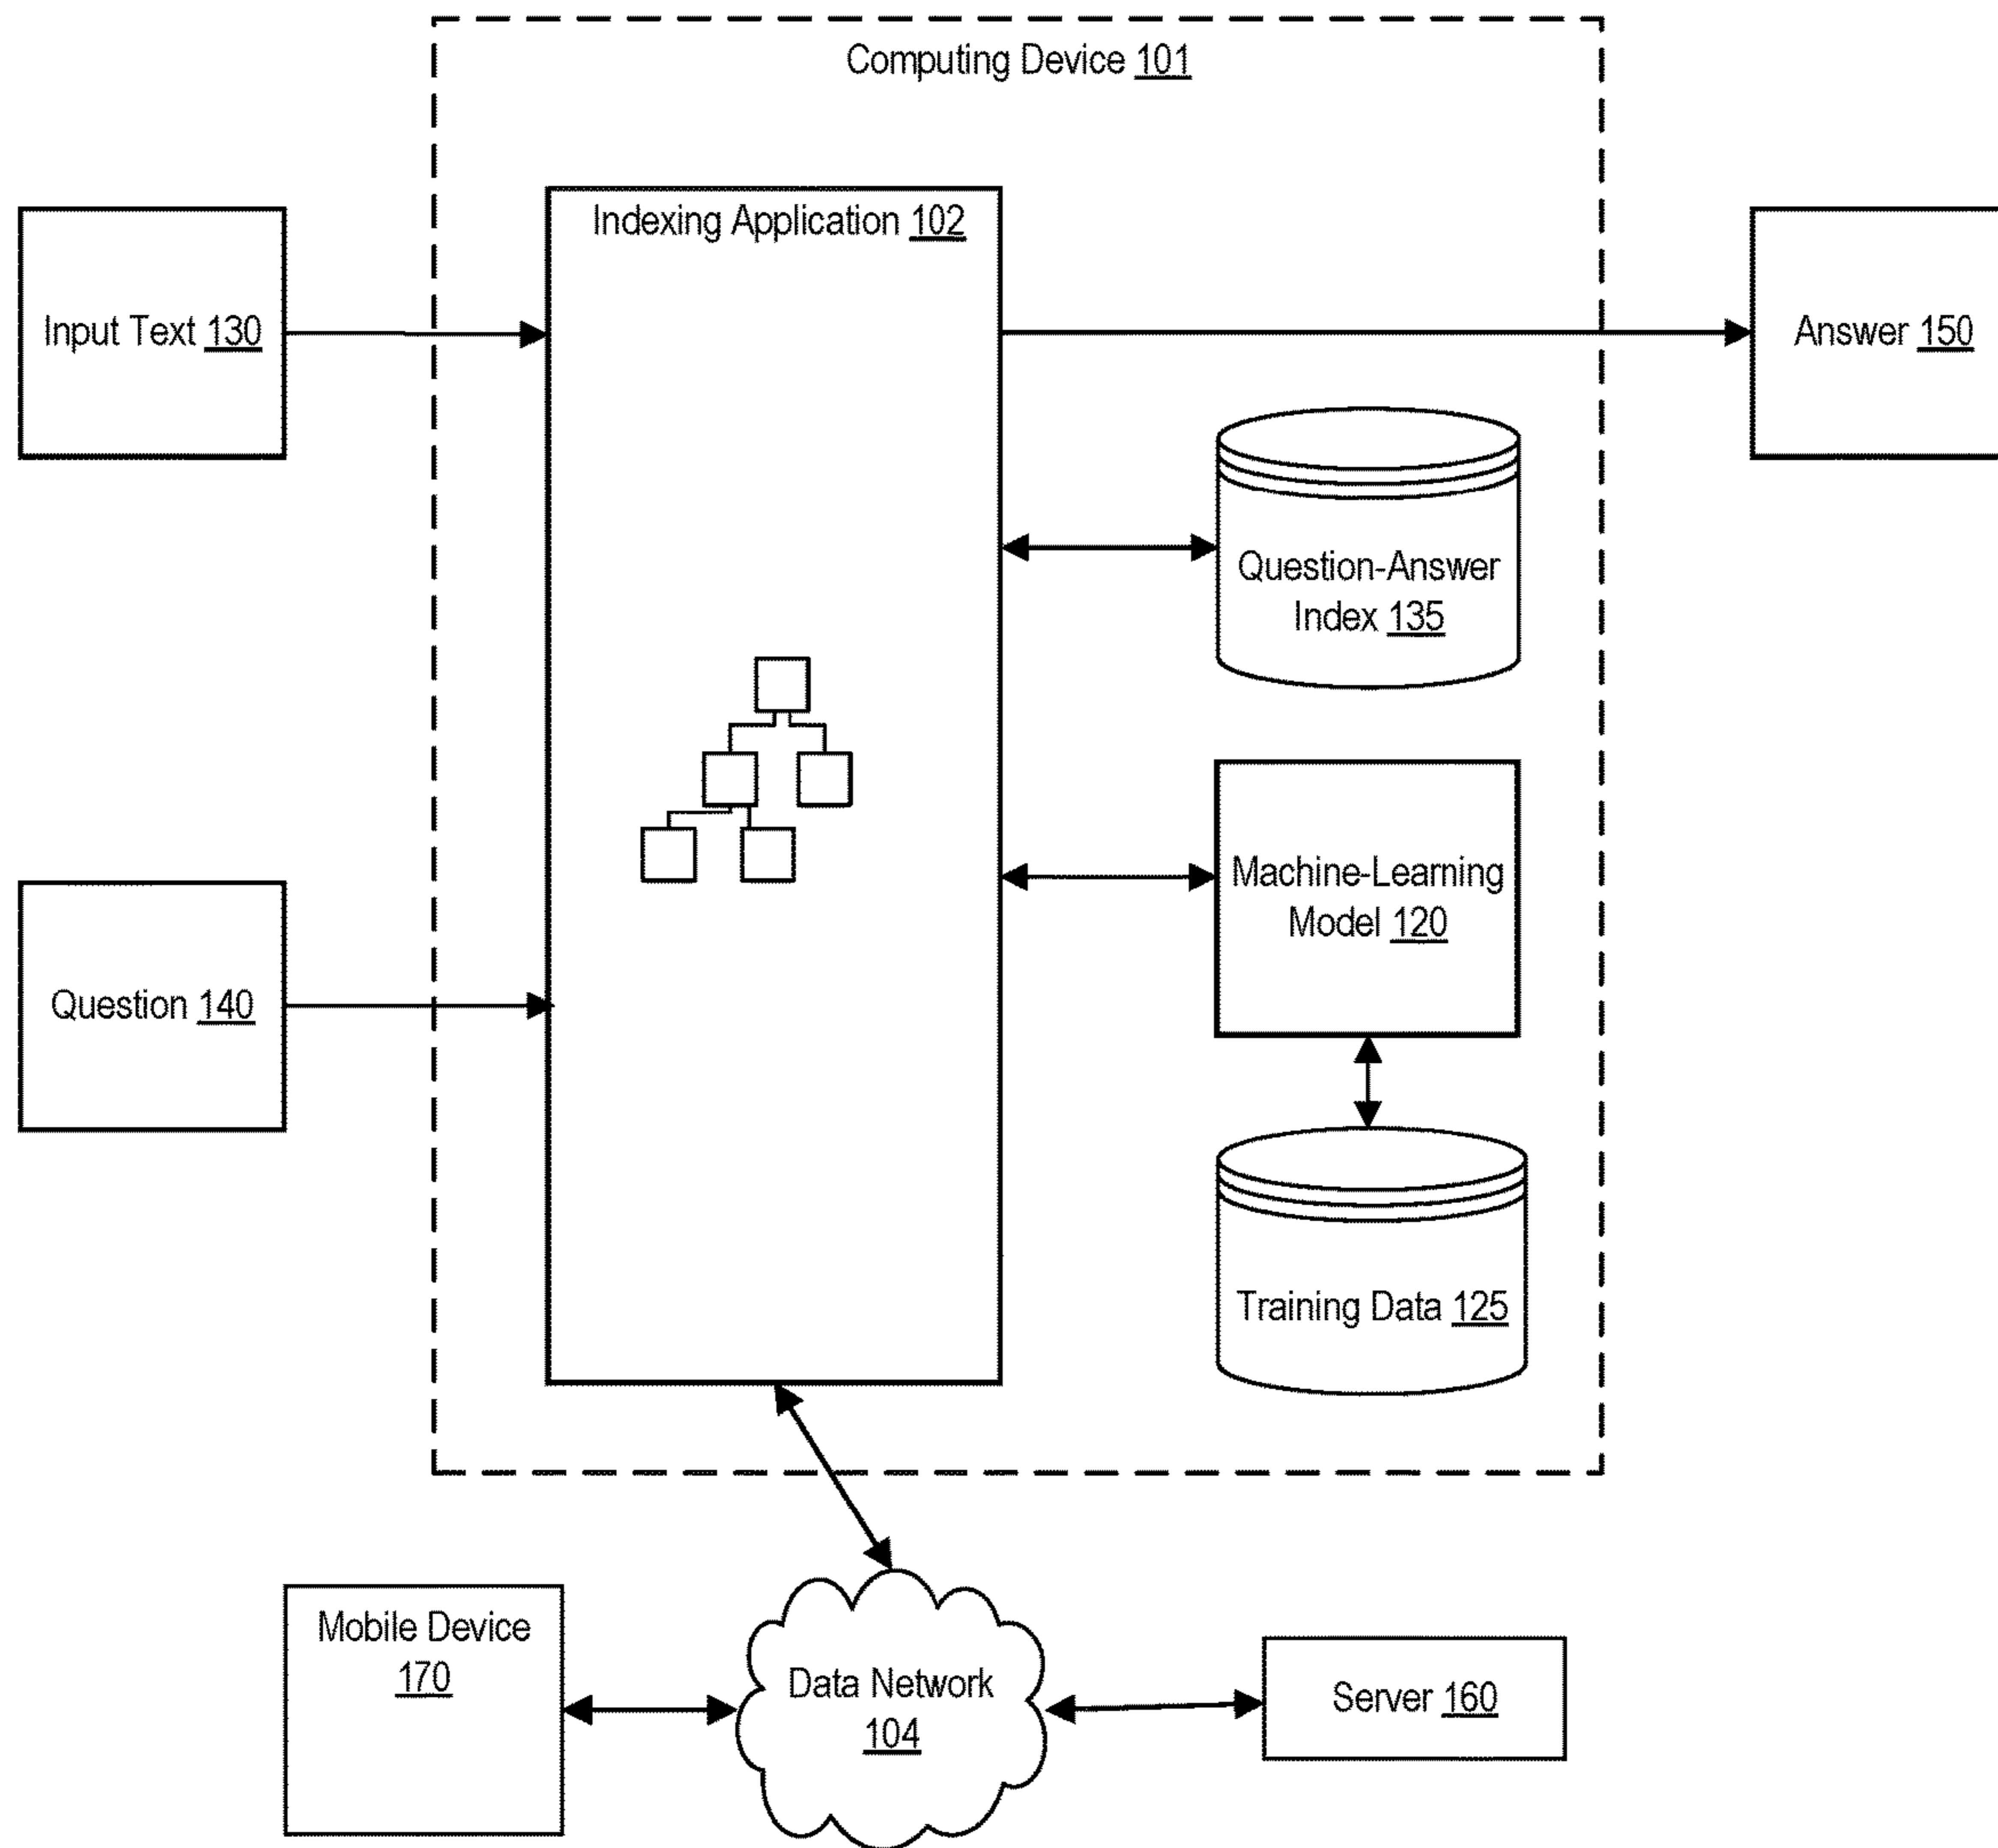 Computing Device 101
Indexing Application 102
Input Text 130
Answer 150
Question-Answer
Index 135
Machine-Learning
Model 120
Question 140
Training Data 125
Mobile Device
170
Data Network
104
Server 160